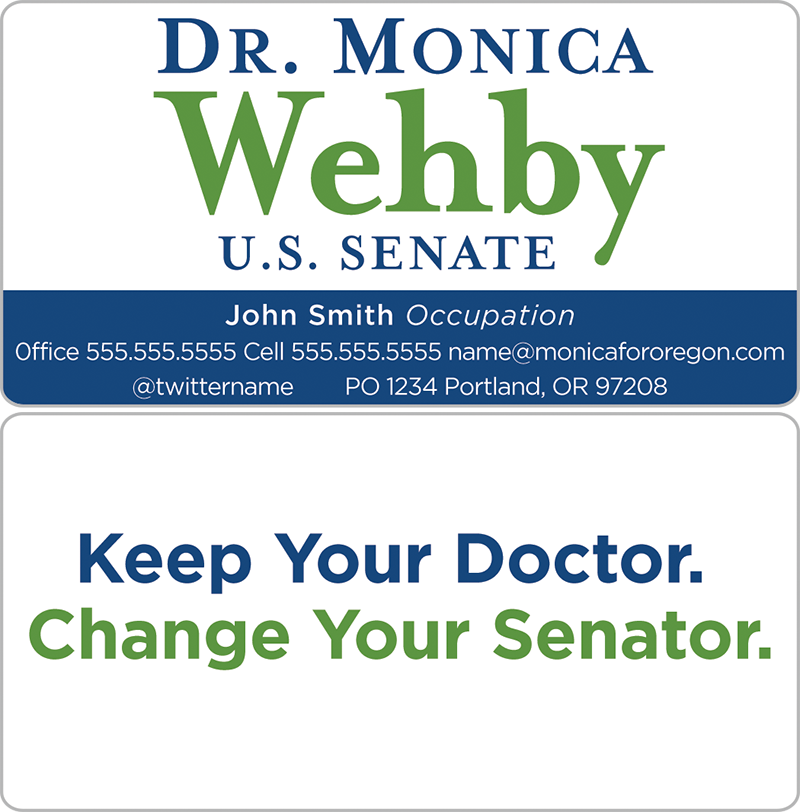 DR. MONICA
Wehby
U.S. SENATE
John Smith Occupation
Office 555.555.5555 Cell 555.555.5555 name@monicafororegon.com
@twittername PO 1234 Portland, OR 97208
Keep Your Doctor.
Change Your Senator.